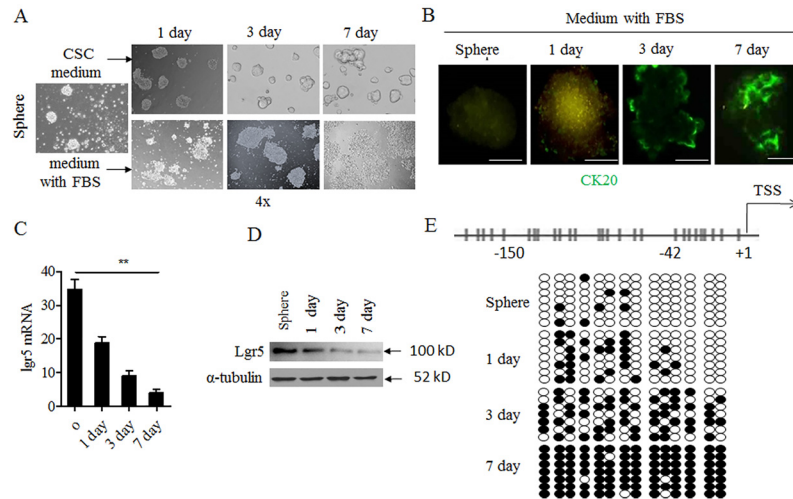 A
1 day 3 day 7 day
CSC
medium
Sphere
medium
with FBS
4x
B
Medium with FBS
Sphere 1 day 3 day 7 day
CK20
C
**
lgr5 mRNA
40
30
20
10
0
o 1 day 3 day 7 day
D
Sphere 1 day 3 day 7 day
Lgr5 100 kD
α-tubulin 52 kD
E
TSS
-150 -42 +1
Sphere
1 day
3 day
7 day